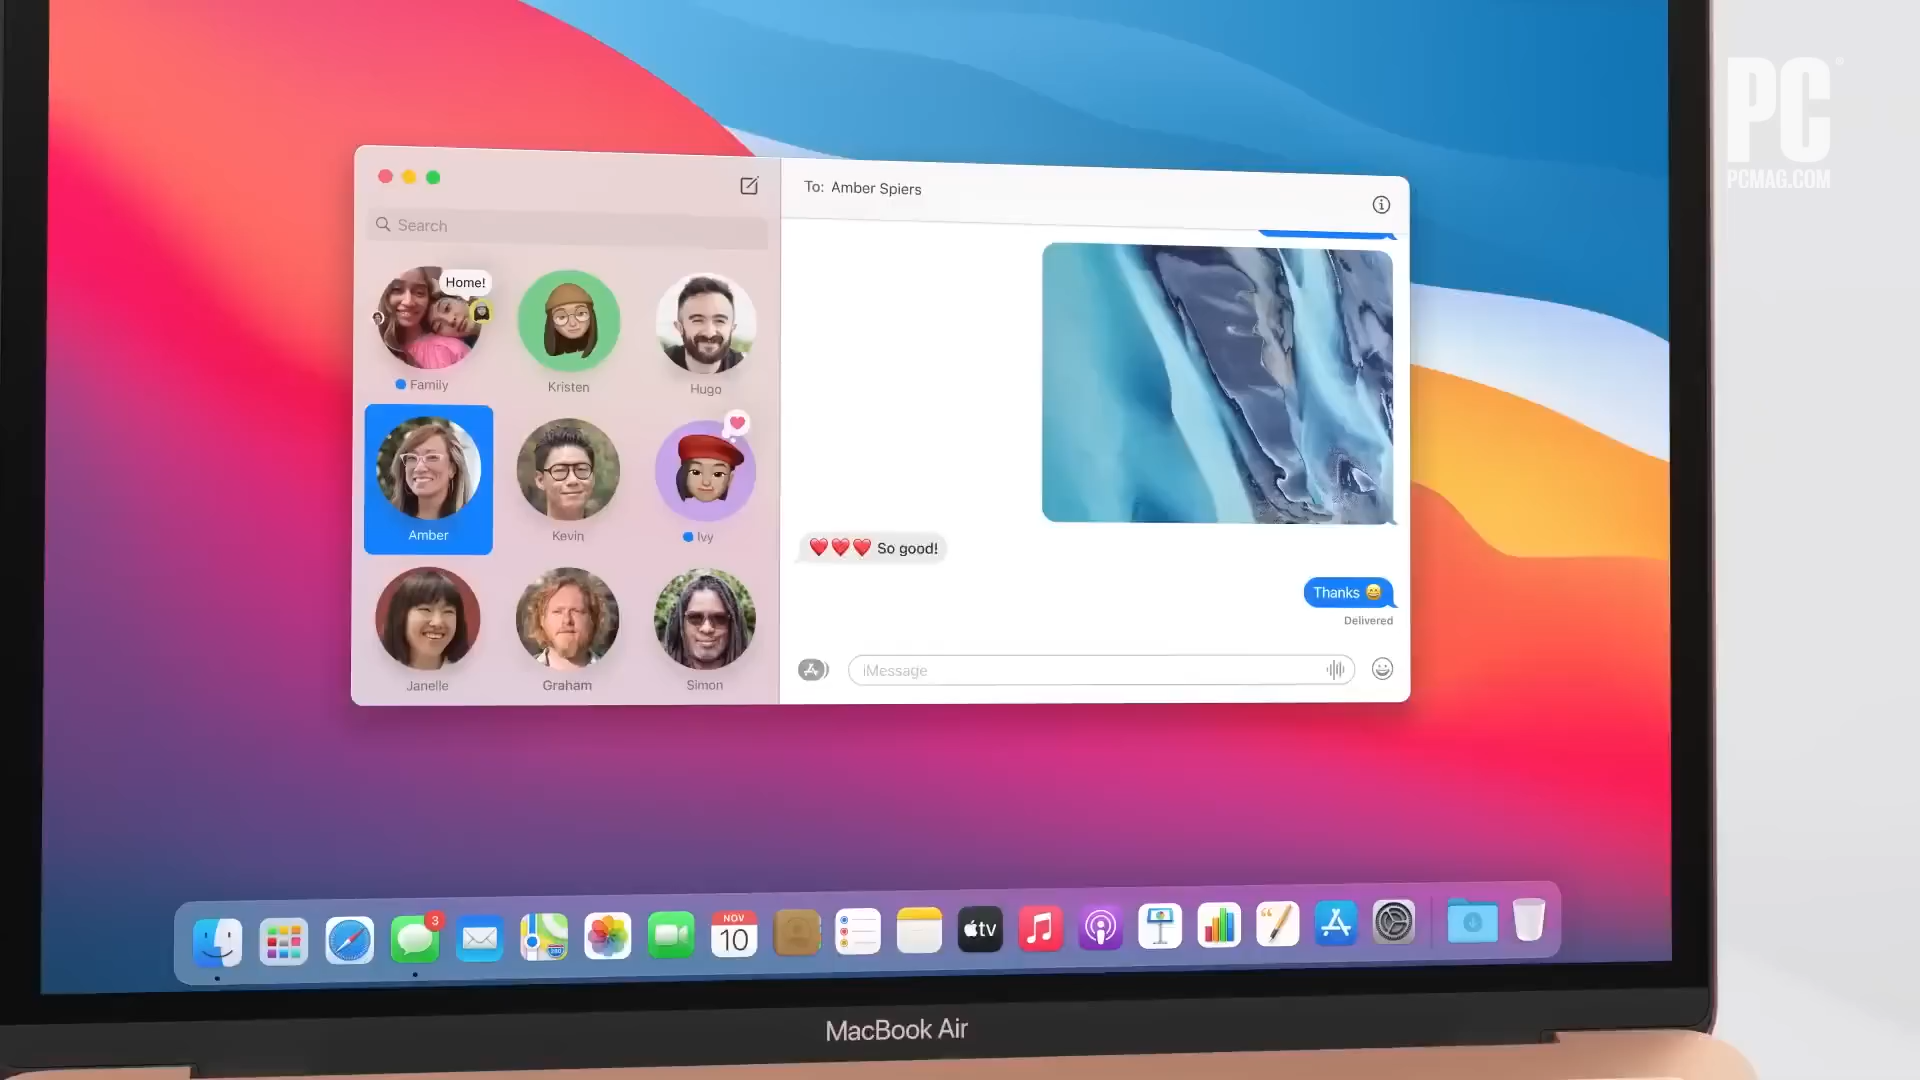 PC
PCMAG.COM
To: Amber Spiers
Search
Home!
Family
Kristen
Hugo
Amber
Kevin
Ivy
Janelle
Graham
Simon
❤️❤️❤️ So good!
Thanks 😅
Delivered
iMessage
3
NOV
10
tv
MacBook Air